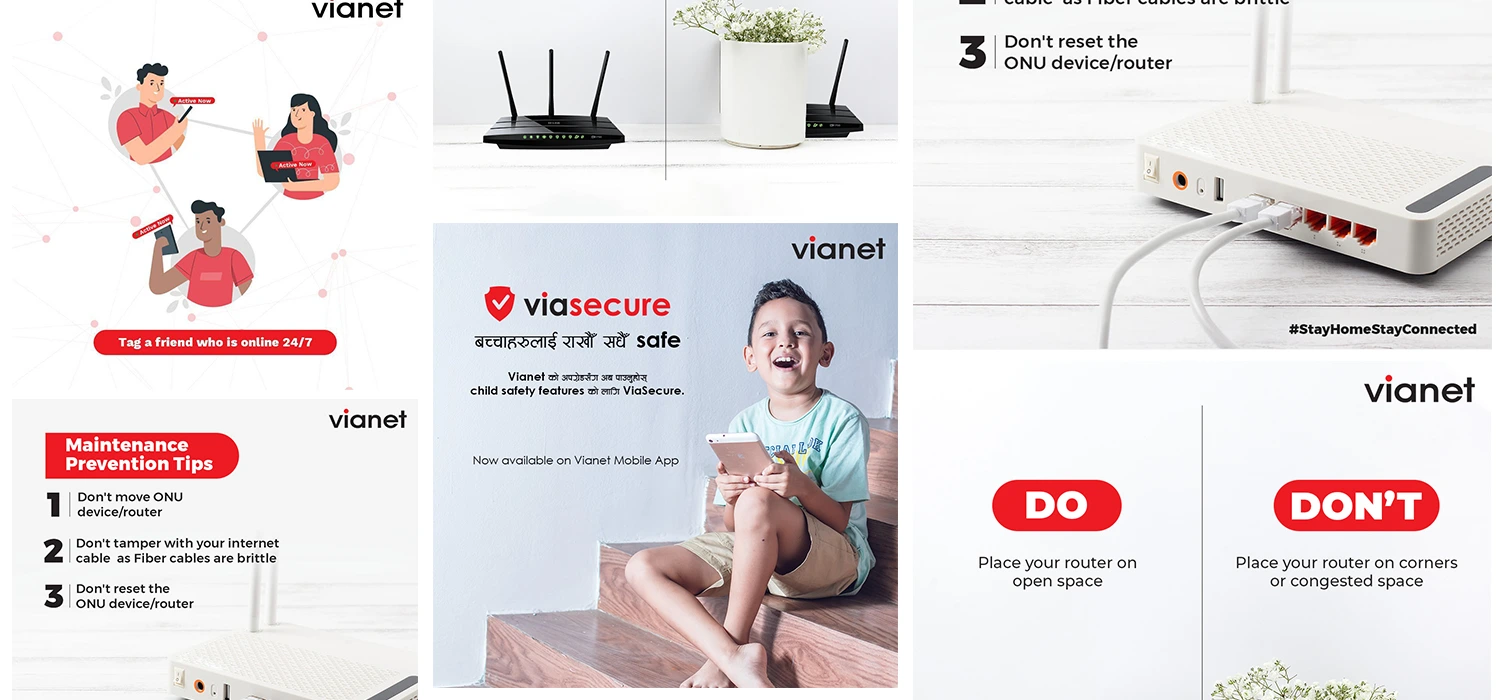 vianet
Active Now
Active Now
Active Now
Tag a friend who is online 24/7
vianet
Maintenance
Prevention Tips
1 Don't move ONU
device/router
2 Don't tamper with your internet
cable as Fiber cables are brittle
3 Don't reset the
ONU device/router
vianet
viasecure
बच्चाहरुलाई राखौँ सधैँ safe
Vianet को अपग्रेडसँग अब पाउनुहोस्
child safety features को लागि ViaSecure.
Now available on Vianet Mobile App
cable as Fiber cables are brittle
3 Don't reset the
ONU device/router
#StayHomeStayConnected
vianet
DO
Place your router on
open space
DON'T
Place your router on corners
or congested space